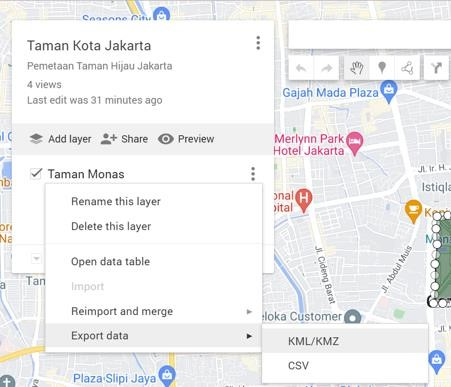 Seasons City
Taman Kota Jakarta
Pemetaan Taman Hijau Jakarta
4 views
Last edit was 31 minutes ago
Add layer
Share
Preview
Taman Monas
Rename this layer
Delete this layer
Open data table
Import
Reimport and merge
Export data
KML/KMZ
CSV
Gajah Mada Plaza
Merlynn Park
Hotel Jakarta
Jl. Ir. H.
Istiqla
Jl. Cideng Barat
Jl. Abdul Muis
Customer
Plaza Slipi Jaya